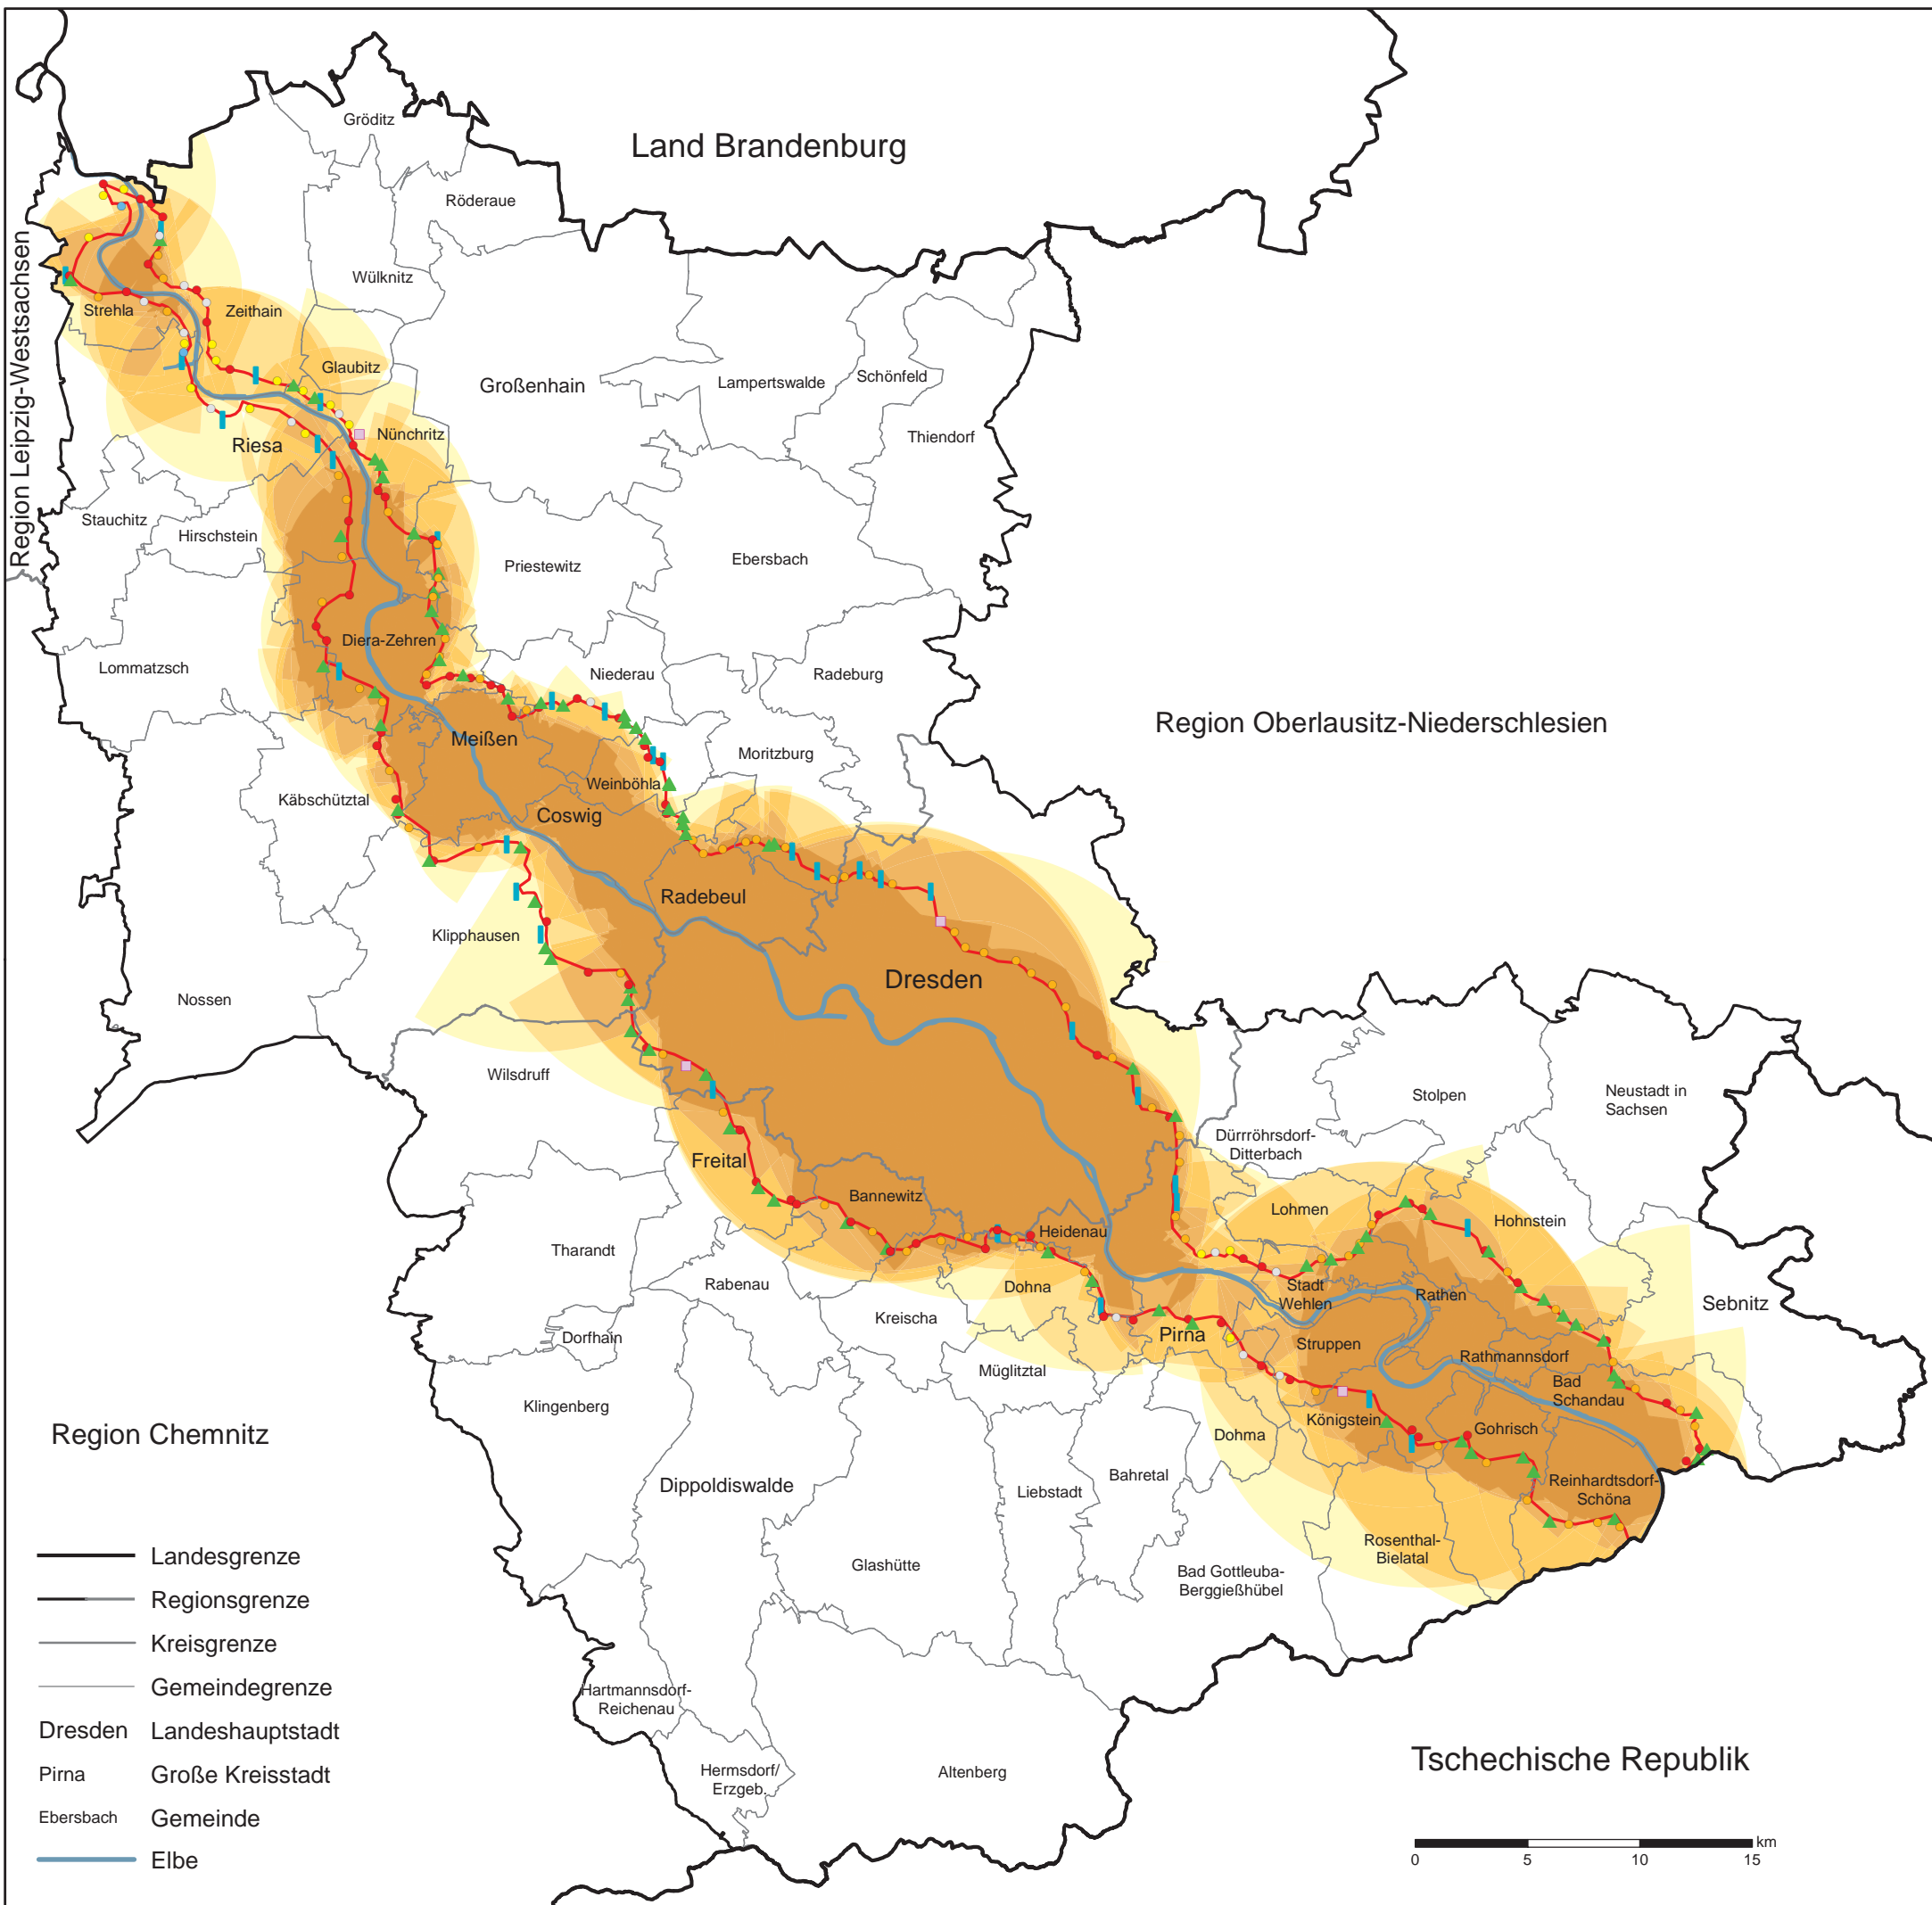 Land Brandenburg
Gröditz
Röderaue
Wülknitz
Region Leipzig-Westsachsen
Strehla
Zeithain
Glaubitz
Großenhain
Lampertswalde
Schönfeld
Riesa
Nünchritz
Thiendorf
Stauchitz
Hirschstein
Priestewitz
Ebersbach
Diera-Zehren
Lommatzsch
Niederau
Radeburg
Region Oberlausitz-Niederschlesien
Meißen
Moritzburg
Weinböhla
Käbschütztal
Coswig
Radebeul
Klipphausen
Dresden
Nossen
Wilsdruff
Stolpen
Neustadt in
Sachsen
Dürrröhrsdorf-
Ditterbach
Freital
Bannewitz
Lohmen
Hohnstein
Heidenau
Tharandt
Rabenau
Dohna
Stadt
Wehlen
Rathen
Sebnitz
Kreischa
Dorfhain
Pirna
Struppen
Rathmannsdorf
Müglitztal
Bad
Schandau
Klingenberg
Königstein
Gohrisch
Dohma
Region Chemnitz
Dippoldiswalde
Bahretal
Liebstadt
Reinhardtsdorf-
Schöna
Rosenthal-
Bielatal
Glashütte
Bad Gottleuba-
Berggießhübel
Hartmannsdorf-
Reichenau
Hermsdorf/
Erzgeb.
Altenberg
Tschechische Republik
Landesgrenze
Regionsgrenze
Kreisgrenze
Gemeindegrenze
Dresden Landeshauptstadt
Pirna Große Kreisstadt
Ebersbach Gemeinde
Elbe
km
0 5 10 15